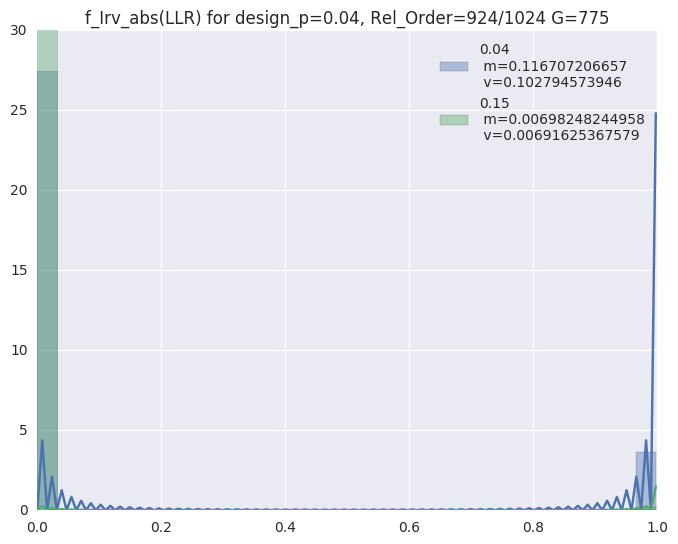 f_Irv_abs(LLR) for design_p=0.04, Rel_Order=924/1024 G=775
30
25
20
15
10
5
0
0.04
m=0.116707206657
v=0.102794573946
0.15
m=0.00698248244958
v=0.00691625367579
0.0 0.2 0.4 0.6 0.8 1.0